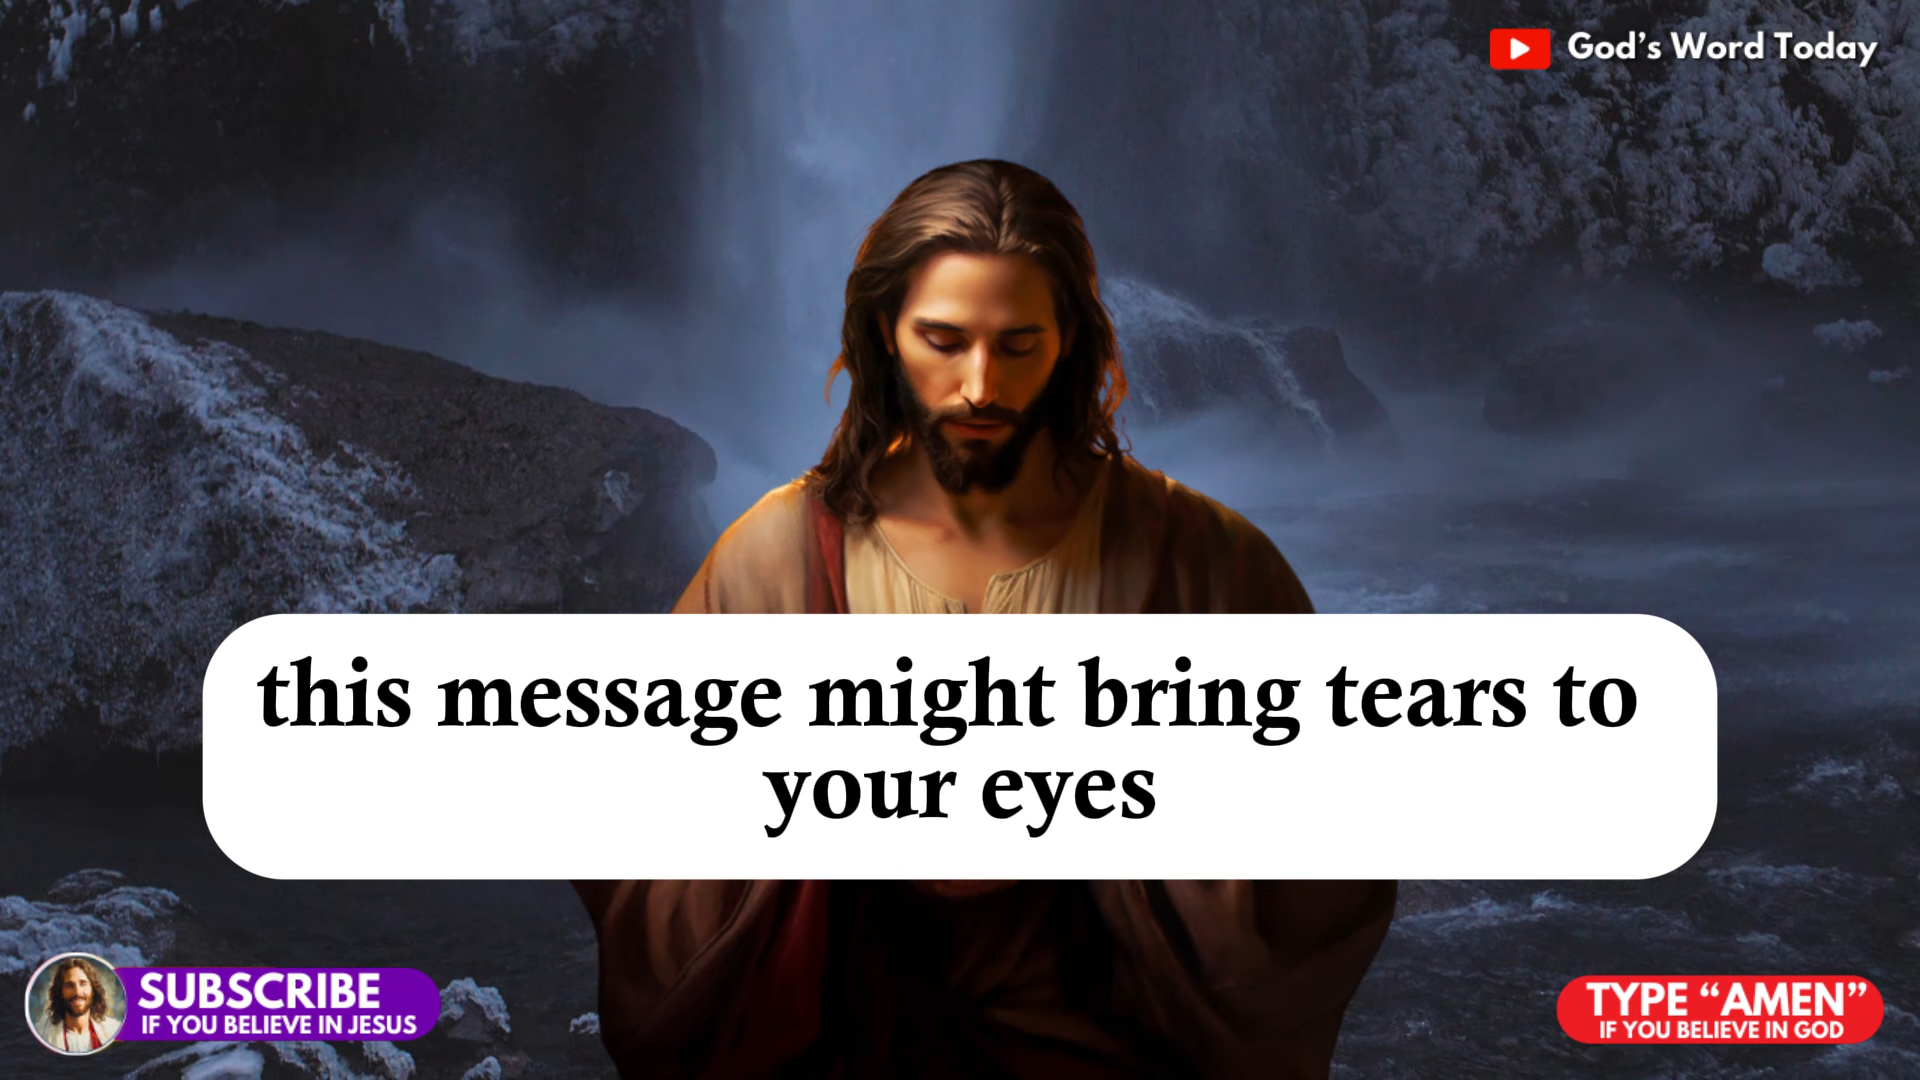 God’s Word Today
this message might bring tears to
your eyes
SUBSCRIBE
IF YOU BELIEVE IN JESUS
TYPE “AMEN”
IF YOU BELIEVE IN GOD